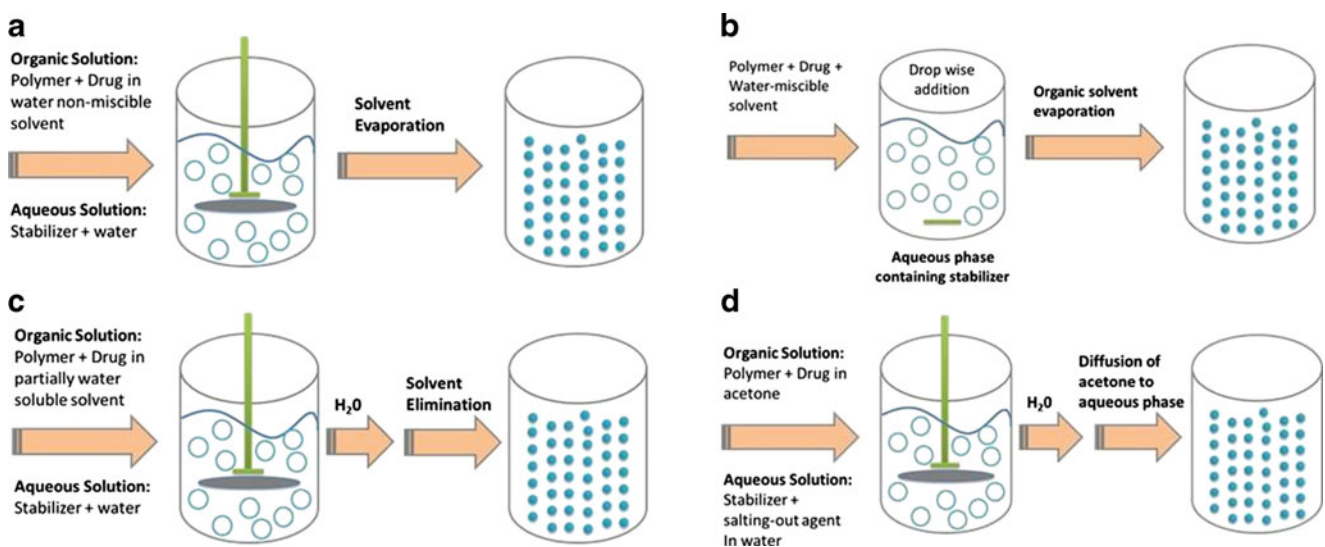 a
Organic Solution:
Polymer + Drug in
water non-miscible
solvent
Aqueous Solution:
Stabilizer + water
Solvent
Evaporation
b
Polymer + Drug +
Water-miscible
solvent
Drop wise
addition
Aqueous phase
containing stabilizer
Organic solvent
evaporation
c
Organic Solution:
Polymer + Drug in
partially water
soluble solvent
Aqueous Solution:
Stabilizer + water
H₂0
Solvent
Elimination
d
Organic Solution:
Polymer + Drug in
acetone
Aqueous Solution:
Stabilizer +
salting-out agent
In water
H₂0
Diffusion of
acetone to
aqueous phase